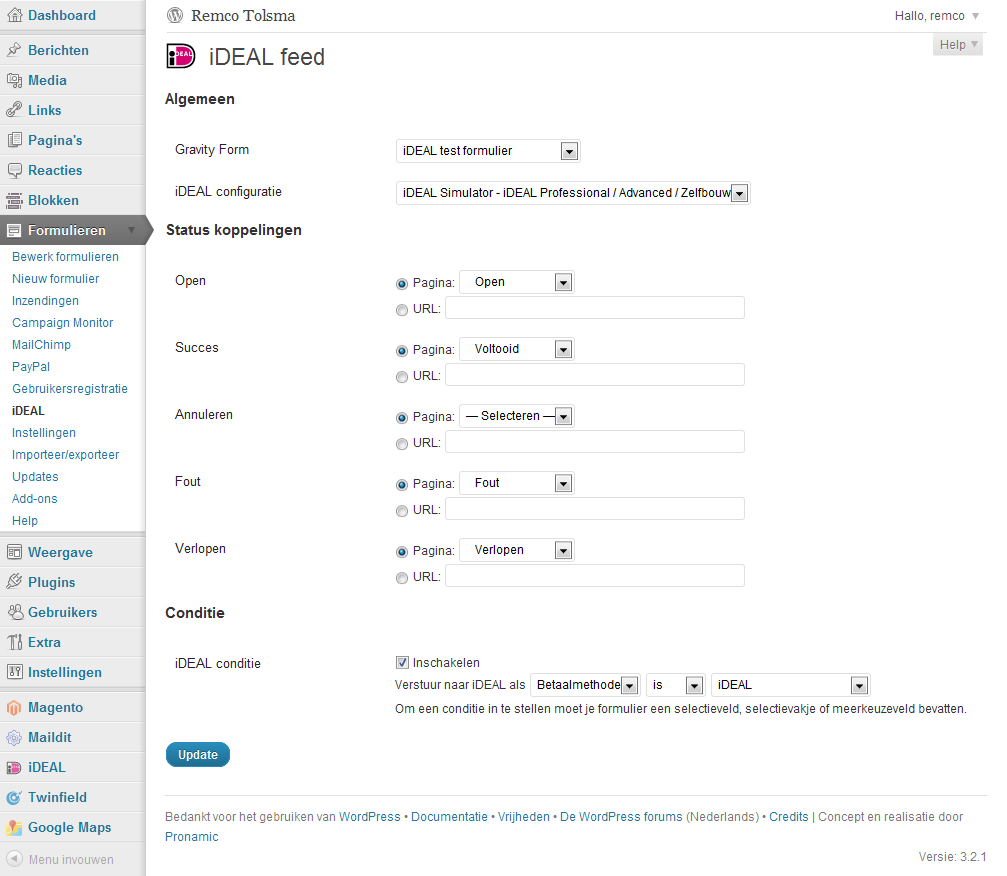 Dashboard
Berichten
Media
Links
Pagina's
Reacties
Blokken
Formulieren
Bewerk formulieren
Nieuw formulier
Inzendingen
Campaign Monitor
MailChimp
PayPal
Gebruikersregistratie
iDEAL
Instellingen
Importeer/exporteer
Updates
Add-ons
Help
Weergave
Plugins
Gebruikers
Extra
Instellingen
Magento
Maildit
iDEAL
Twinfield
Google Maps
Menu invouwen
Remco Tolsma
Hallo, remco
Help
iDEAL feed
Algemeen
Gravity Form iDEAL test formulier
iDEAL configuratie iDEAL Simulator - iDEAL Professional / Advanced / Zelfbouw
Status koppelingen
Open Pagina: Open
URL:
Succes Pagina: Voltooid
URL:
Annuleren Pagina: — Selecteren —
URL:
Fout Pagina: Fout
URL:
Verlopen Pagina: Verlopen
URL:
Conditie
iDEAL conditie Inschakelen
Verstuur naar iDEAL als Betaalmethode is iDEAL
Om een conditie in te stellen moet je formulier een selectieveld, selectievakje of meerkeuzeveld bevatten.
Update
Bedankt voor het gebruiken van WordPress • Documentatie • Vrijheden • De WordPress forums (Nederlands) • Credits | Concept en realisatie door
Pronamic
Versie: 3.2.1